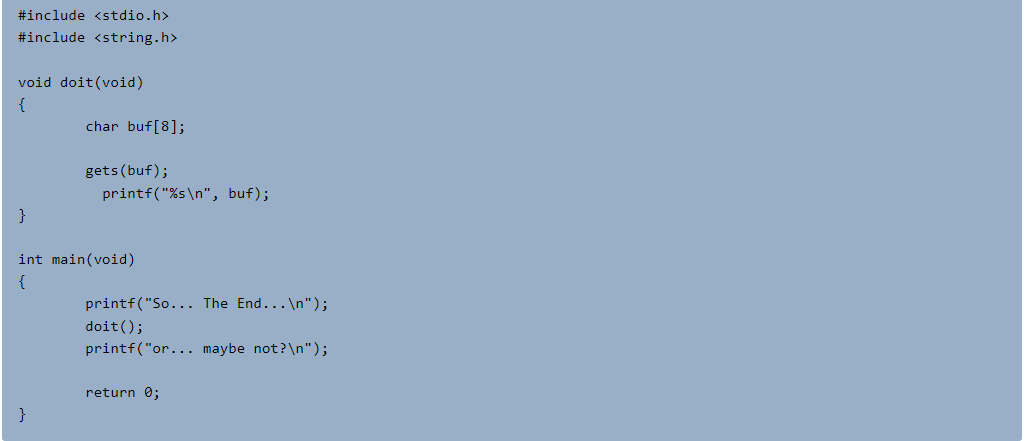 #include <stdio.h>
#include <string.h>
void doit(void)
{
        char buf[8];
        gets(buf);
          printf("%s\n", buf);
}
int main(void)
{
        printf("So... The End...\n");
        doit();
        printf("or... maybe not?\n");
        return 0;
}